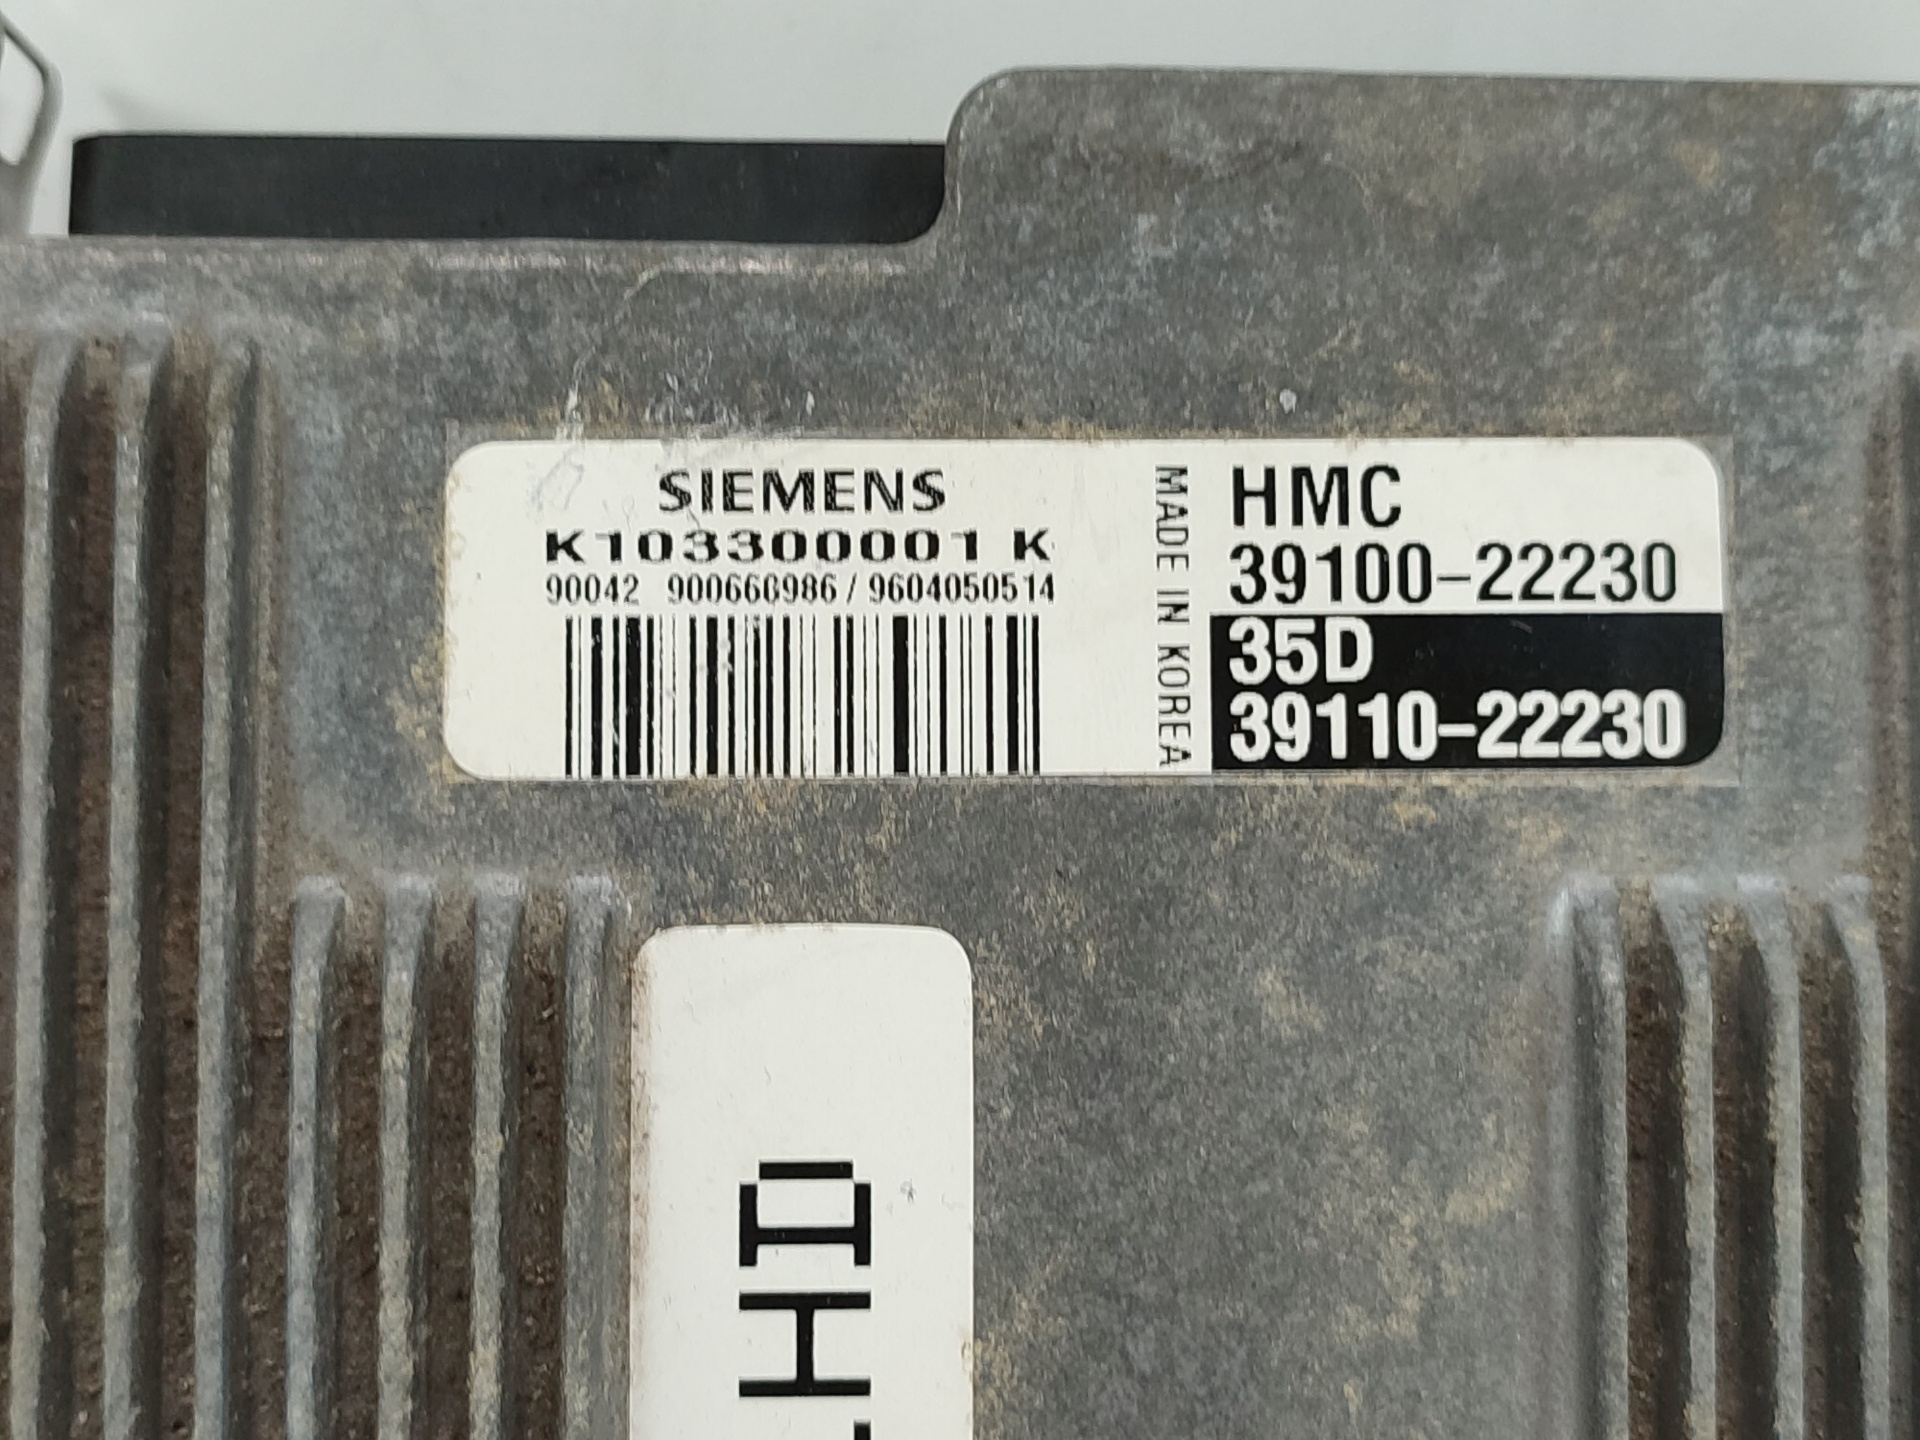 SIEMENS
K103300001 K
90042 900666986 / 9604050514
MADE IN KOREA
HMC
39100-22230
35D
39110-22230